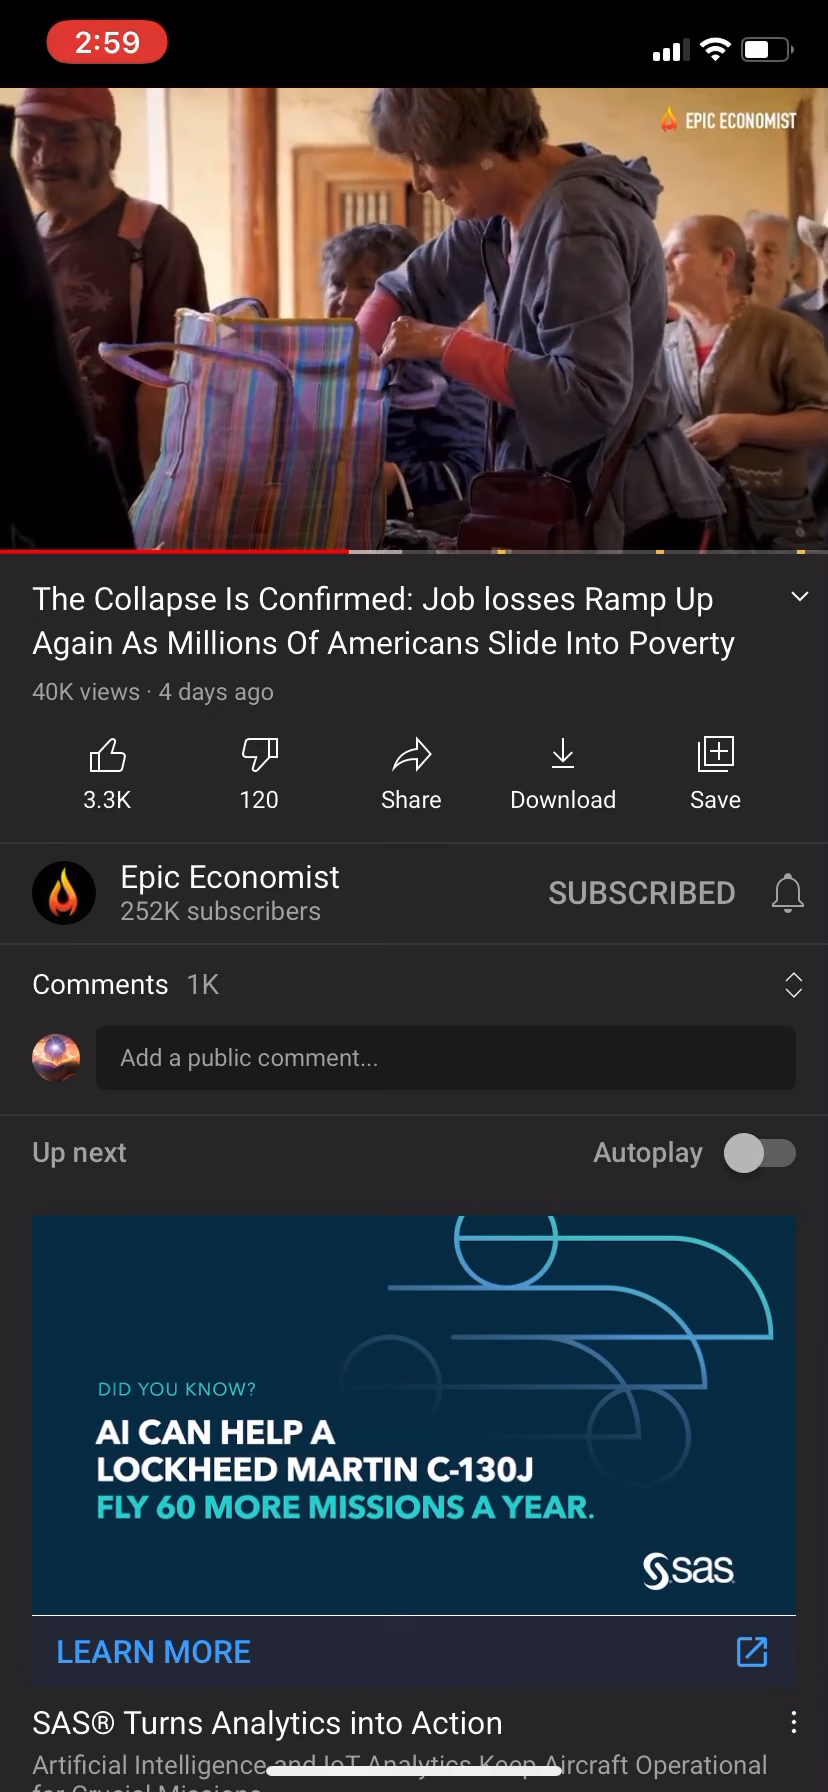 2:59
EPIC ECONOMIST
The Collapse Is Confirmed: Job losses Ramp Up
Again As Millions Of Americans Slide Into Poverty
40K views · 4 days ago
3.3K
120
Share
Download
Save
Epic Economist
252K subscribers
SUBSCRIBED
Comments 1K
Add a public comment...
Up next
Autoplay
DID YOU KNOW?
AI CAN HELP A
LOCKHEED MARTIN C-130J
FLY 60 MORE MISSIONS A YEAR.
sas
LEARN MORE
SAS® Turns Analytics into Action
Artificial Intelligence and IoT Analytics Keep Aircraft Operational
for Crucial Missions